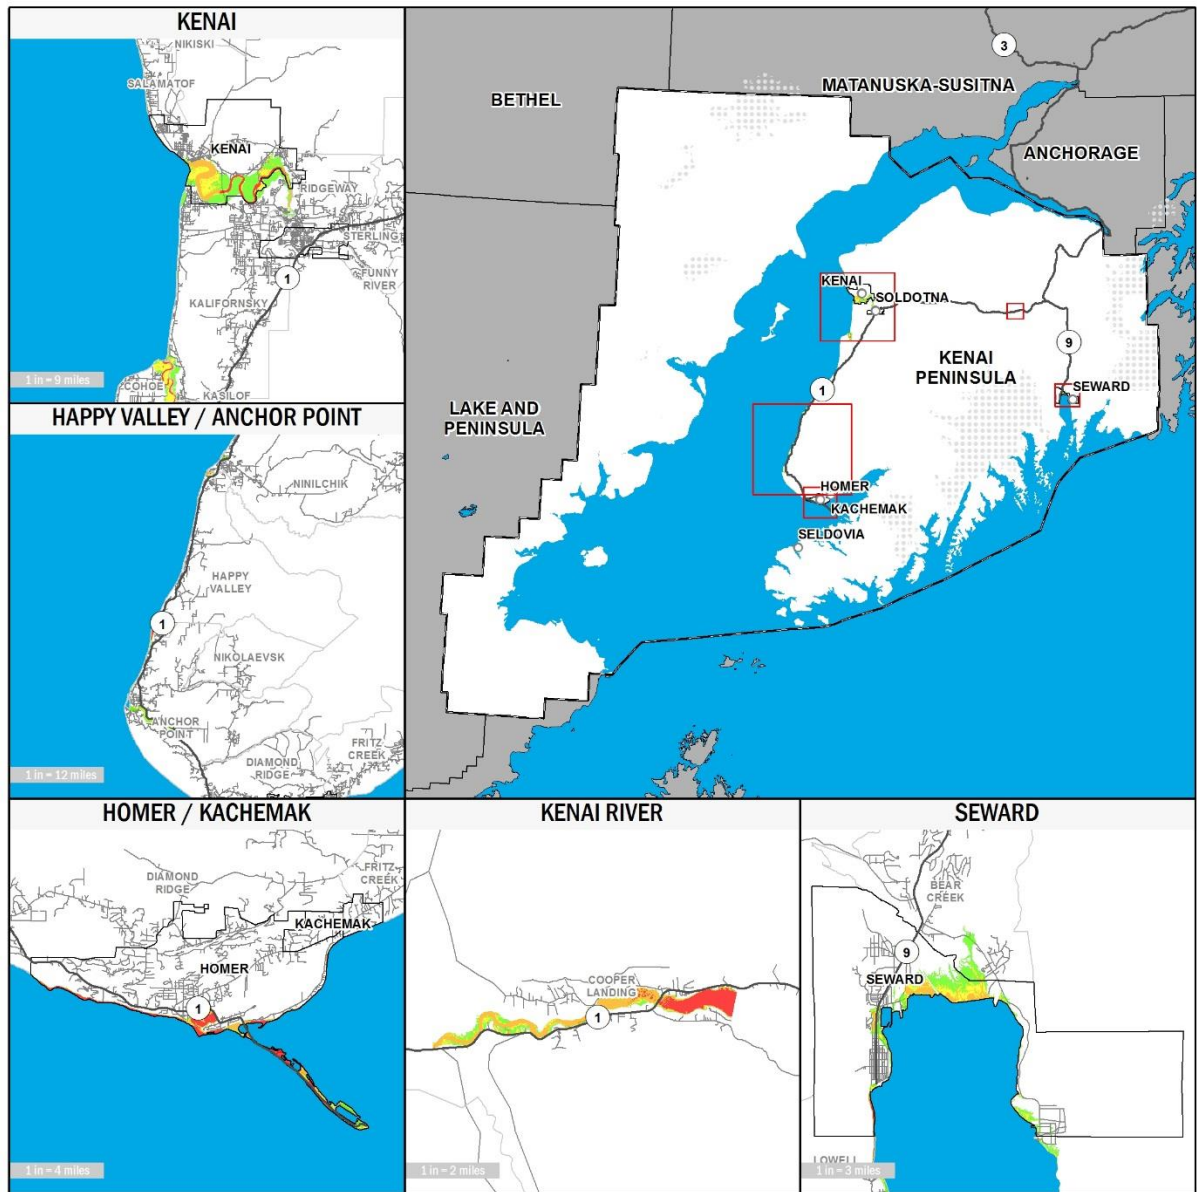 KENAI
NIKISKI
SALAMATOF
KENAI
RIDGEWAY
STERLING
FUNNY
RIVER
1
KALIFORNSKY
COHOE
KASILOF
1 in = 9 miles
3
BETHEL
MATANUSKA-SUSITNA
ANCHORAGE
KENAI
SOLDOTNA
9
KENAI
PENINSULA
SEWARD
1
LAKE AND
PENINSULA
HOMER
KACHEMAK
SELDOVIA
HAPPY VALLEY / ANCHOR POINT
NINILCHIK
HAPPY
VALLEY
1
NIKOLAEVSK
ANCHOR
POINT
FRITZ
CREEK
DIAMOND
RIDGE
1 in = 12 miles
HOMER / KACHEMAK
DIAMOND
RIDGE
FRITZ
CREEK
KACHEMAK
HOMER
1
1 in = 4 miles
KENAI RIVER
COOPER
LANDING
1
1 in = 2 miles
SEWARD
BEAR
CREEK
9
SEWARD
LOWELL
1 in = 3 miles